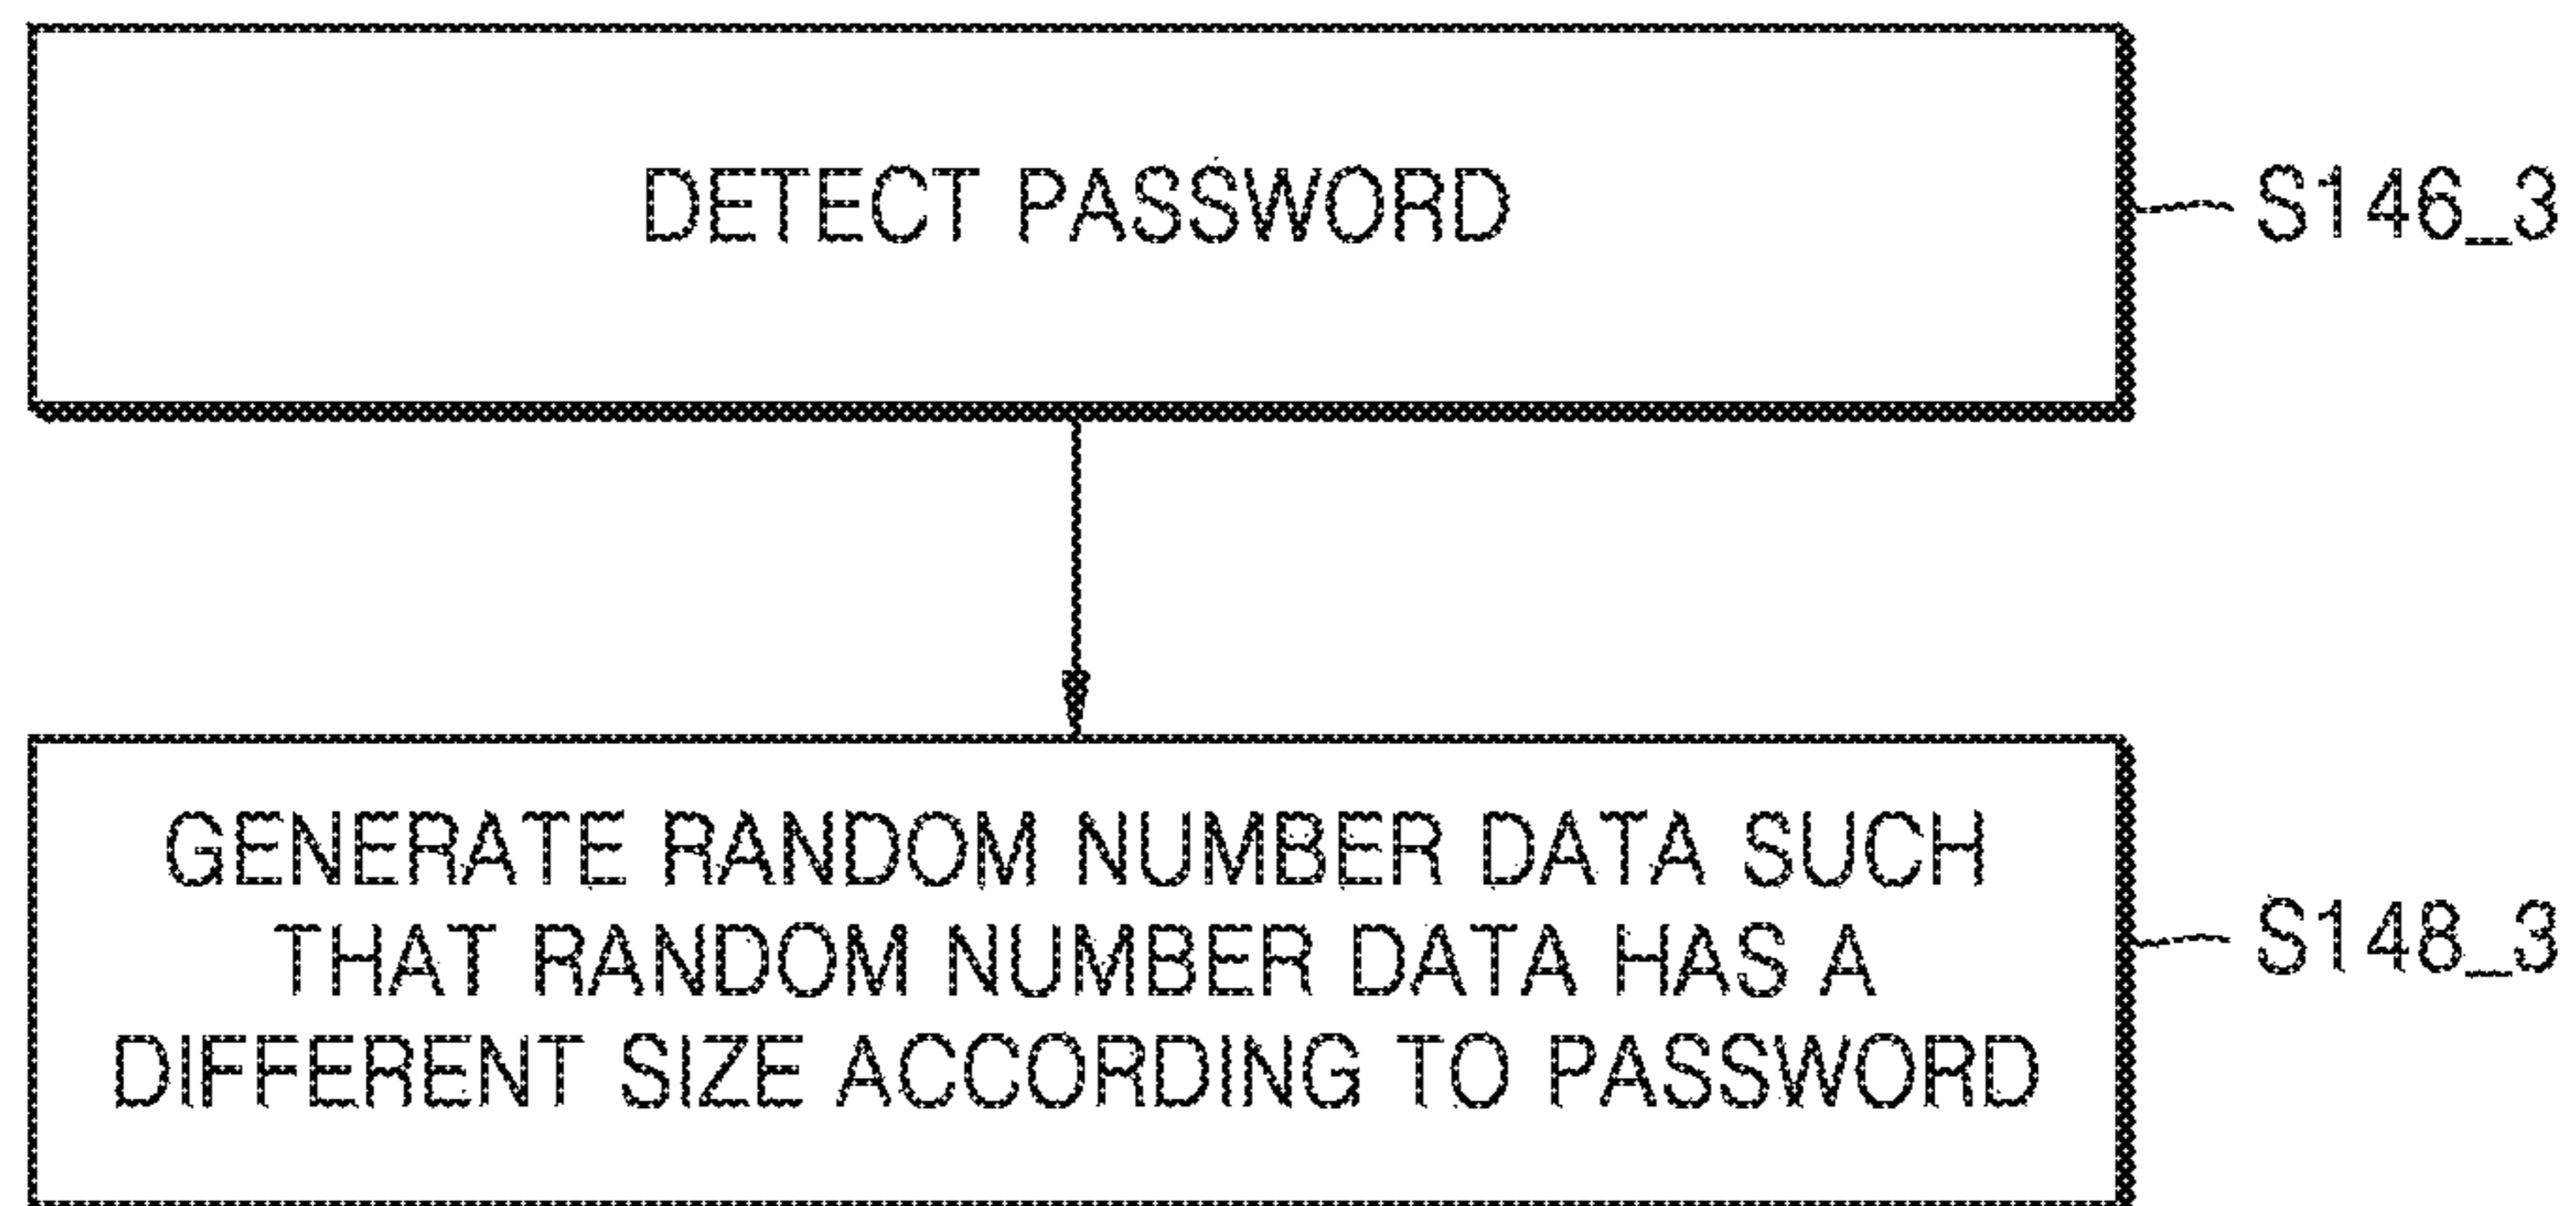 DETECT PASSWORD
S146_3
GENERATE RANDOM NUMBER DATA SUCH
THAT RANDOM NUMBER DATA HAS A
DIFFERENT SIZE ACCORDING TO PASSWORD
S148_3